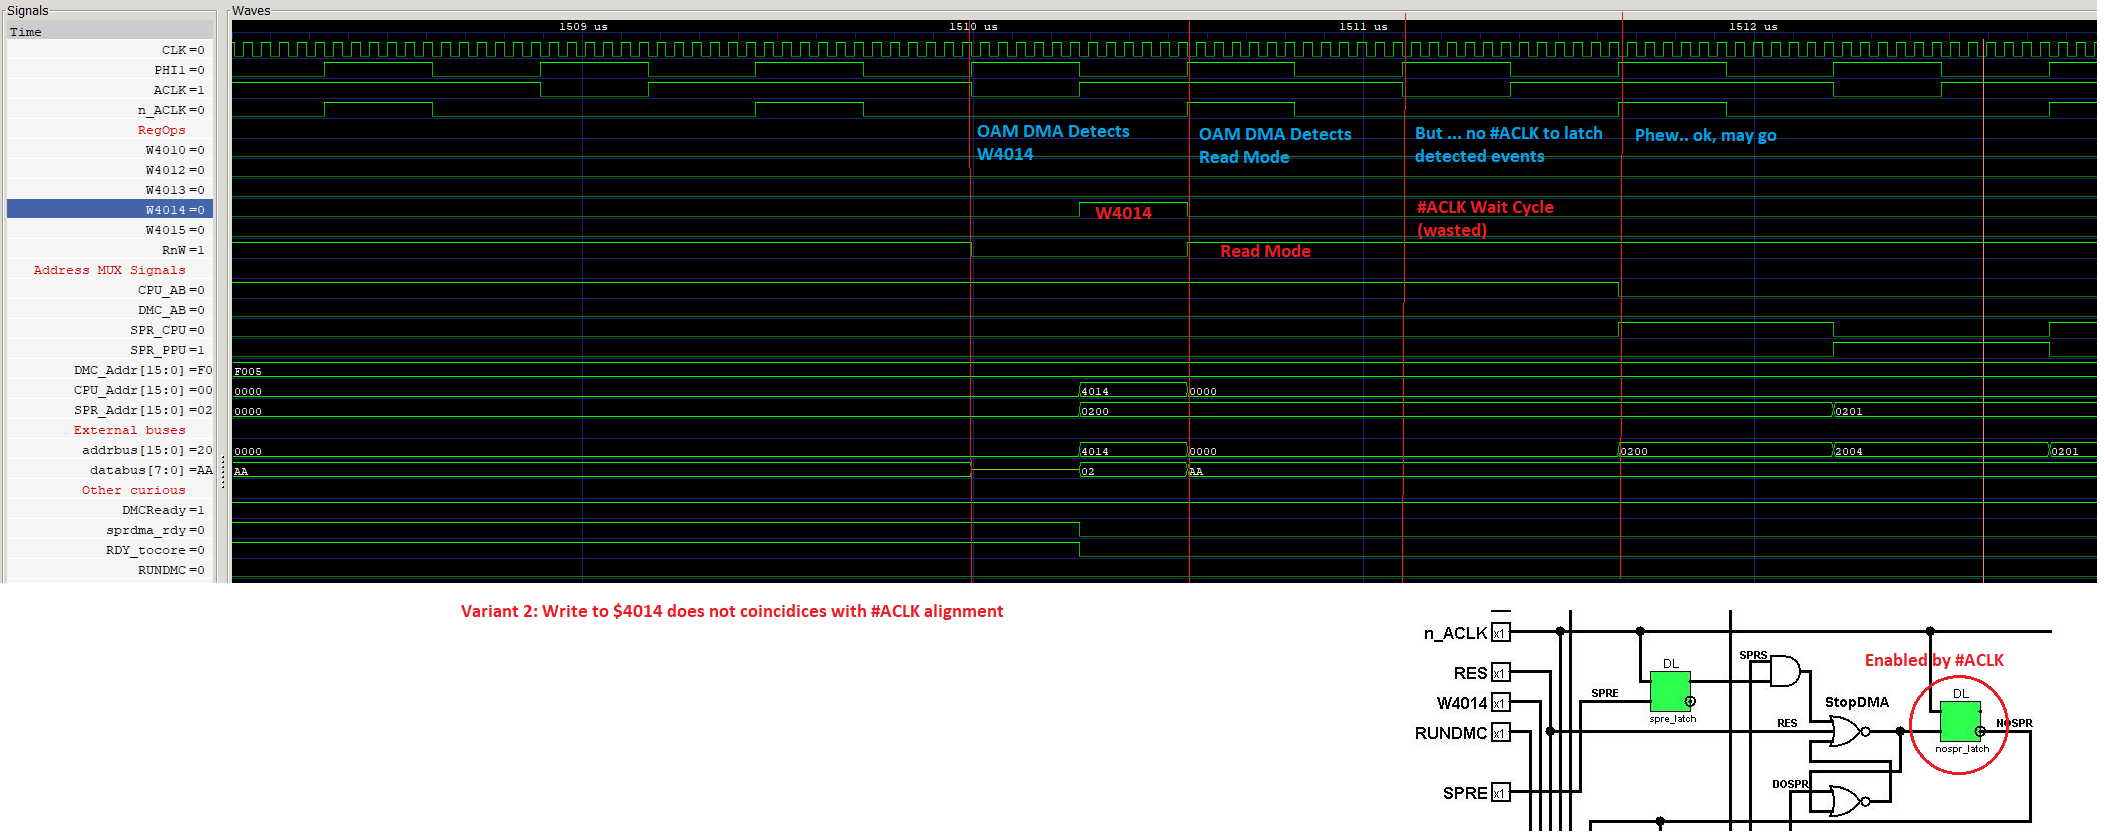 Signals
Waves
Time
1509 us
1510 us
1511 us
1512 us
CLK=0
PHI1=0
ACLK=1
n_ACLK=0
RegOps
W4010=0
W4012=0
W4013=0
W4014=0
W4015=0
RnW=1
Address MUX Signals
CPU_AB=0
DMC_AB=0
SPR_CPU=0
SPR_PPU=1
DMC_Addr[15:0]=F0
CPU_Addr[15:0]=00
SPR_Addr[15:0]=02
External buses
addrbus[15:0]=20
databus[7:0]=AA
Other curious
DMCReady=1
sprdma_rdy=0
RDY_tocore=0
RUNDMC=0
OAM DMA Detects
W4014
OAM DMA Detects
Read Mode
But ... no #ACLK to latch
detected events
Phew.. ok, may go
W4014
#ACLK Wait Cycle
(wasted)
Read Mode
F005
0000 4014 0000
0000 0200 0201
0000 4014 0000 0200 2004 0201
AA 02 AA
Variant 2: Write to $4014 does not coincidices with #ACLK alignment
n_ACLK x1
RES x1
W4014 x1
RUNDMC x1
SPRE x1
SPRE
DL
spre_latch
SPRS
StopDMA
RES
DOSPR
Enabled by #ACLK
DL
NOSPR
nospr_latch